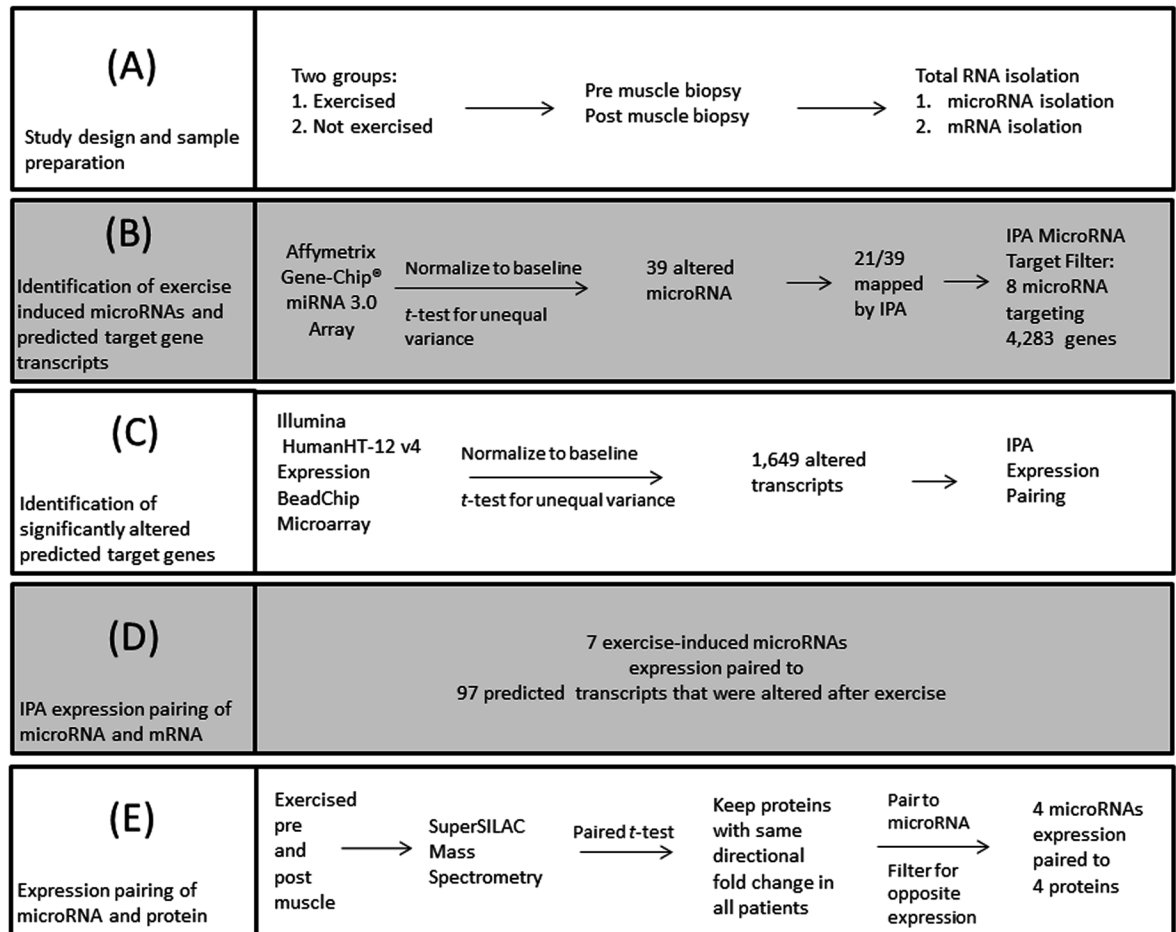 (A)
Study design and sample
preparation
Two groups:
1. Exercised
2. Not exercised
Pre muscle biopsy
Post muscle biopsy
Total RNA isolation
1. microRNA isolation
2. mRNA isolation
(B)
Identification of exercise
induced microRNAs and
predicted target gene
transcripts
Affymetrix
Gene-Chip®
miRNA 3.0
Array
Normalize to baseline
t-test for unequal
variance
39 altered
microRNA
21/39
mapped
by IPA
IPA MicroRNA
Target Filter:
8 microRNA
targeting
4,283 genes
(C)
Identification of
significantly altered
predicted target genes
Illumina
HumanHT-12 v4
Expression
BeadChip
Microarray
Normalize to baseline
t-test for unequal variance
1,649 altered
transcripts
IPA
Expression
Pairing
(D)
IPA expression pairing of
microRNA and mRNA
7 exercise-induced microRNAs
expression paired to
97 predicted transcripts that were altered after exercise
(E)
Expression pairing of
microRNA and protein
Exercised
pre
and
post
muscle
SuperSILAC
Mass
Spectrometry
Paired t-test
Keep proteins
with same
directional
fold change in
all patients
Pair to
microRNA
Filter for
opposite
expression
4 microRNAs
expression
paired to
4 proteins